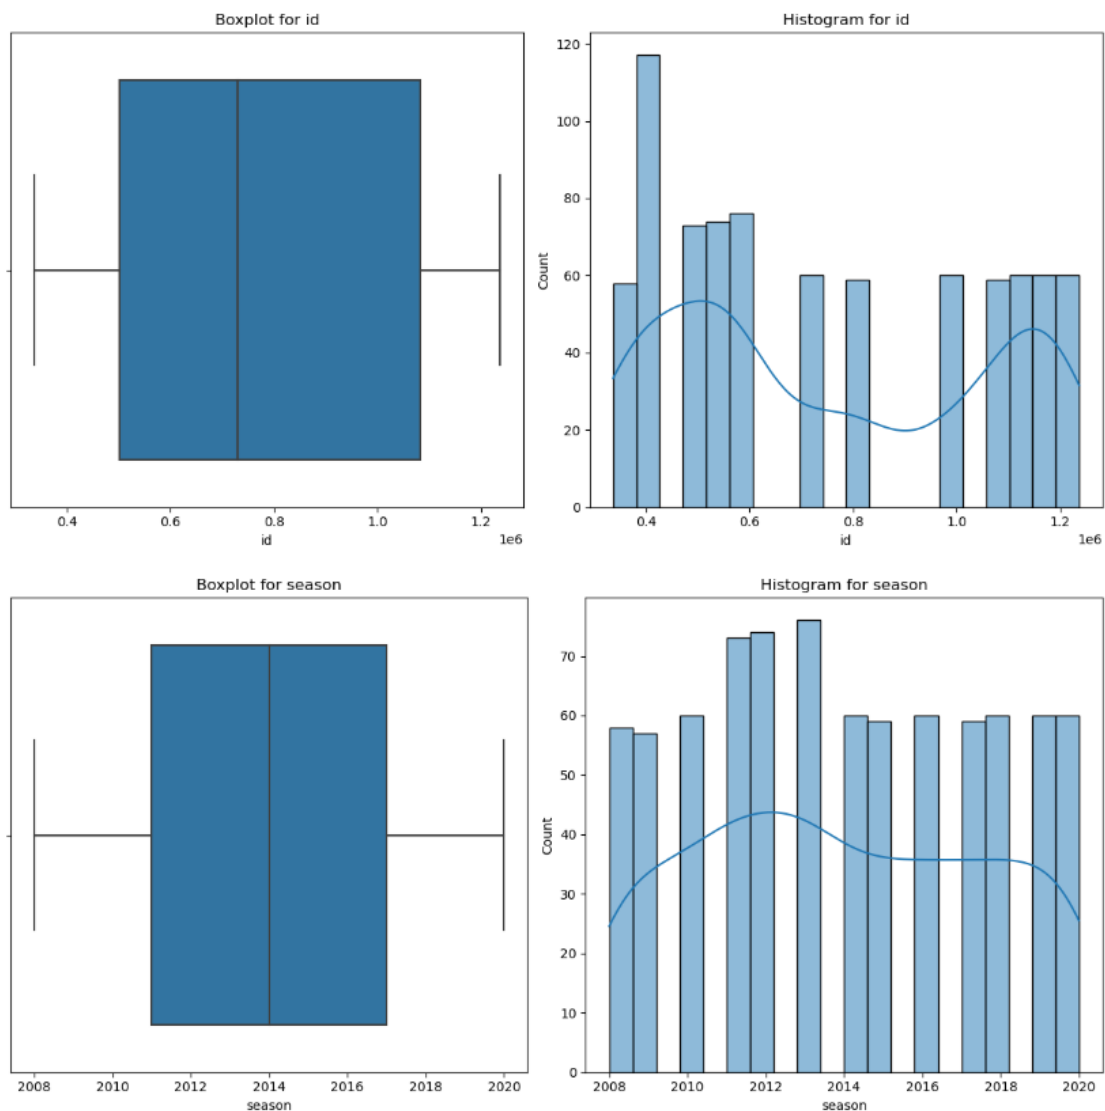 Boxplot for id
0.4 0.6 0.8 1.0 1.2
1e6
id
Histogram for id
120
100
80
60
40
20
0
Count
0.4 0.6 0.8 1.0 1.2
1e6
id
Boxplot for season
2008 2010 2012 2014 2016 2018 2020
season
Histogram for season
70
60
50
40
30
20
10
0
Count
2008 2010 2012 2014 2016 2018 2020
season